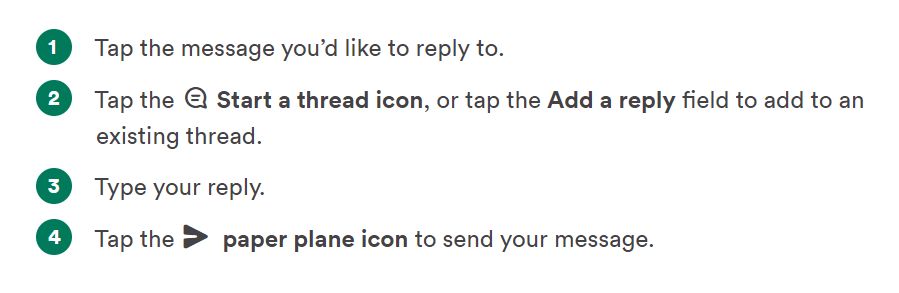 1 Tap the message you’d like to reply to.
2 Tap the Start a thread icon, or tap the Add a reply field to add to an
existing thread.
3 Type your reply.
4 Tap the paper plane icon to send your message.